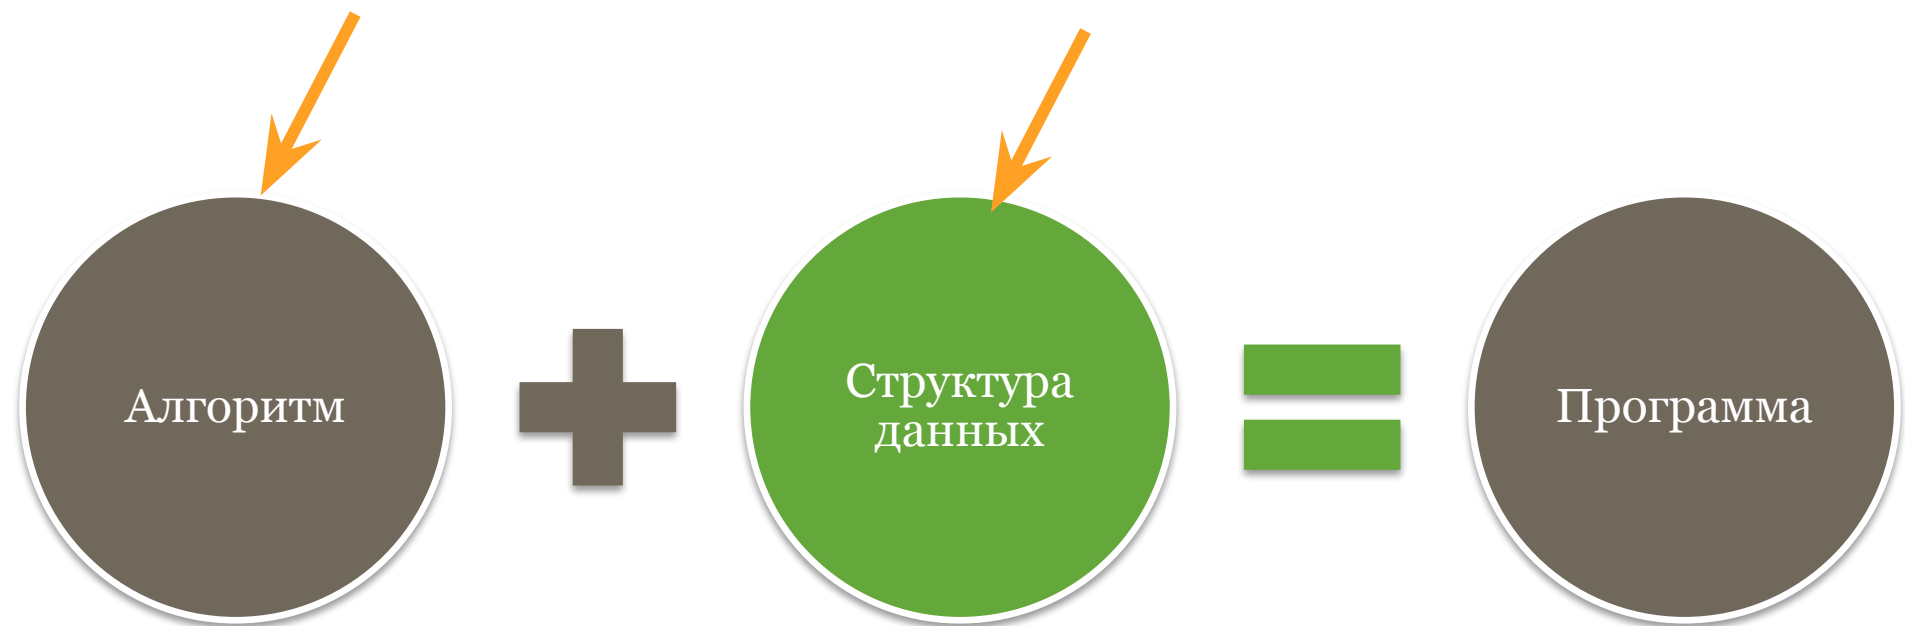 Алгоритм
Структура
данных
Программа